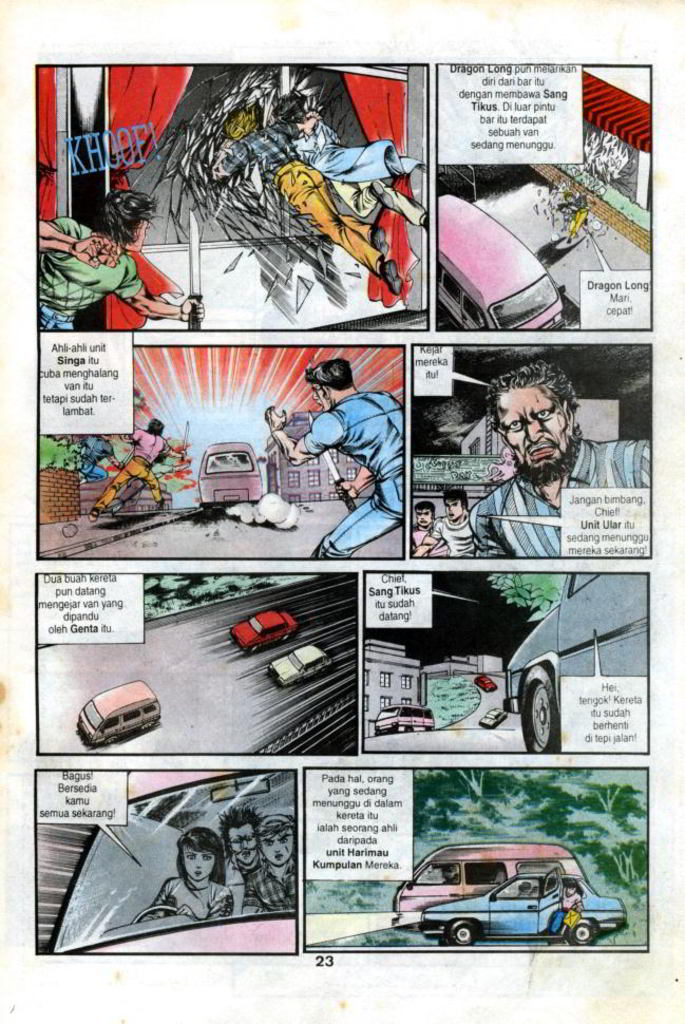 KHOOF!
Dragon Long pun melarikan
diri dari bar itu
dengan membawa Sang
Tikus. Di luar pintu
bar itu terdapat
sebuah van
sedang menunggu.
Dragon Long
Mari,
cepat!
Ahli-ahli unit
Singa itu
cuba menghalang
van itu
tetapi sudah ter-
lambat.
Kejar
mereka
itu!
Jangan bimbang,
Chief!
Unit Ular itu
sedang menunggu
mereka sekarang!
Dua buah kereta
pun datang
mengejar van yang
dipandu
oleh Genta itu.
Chief,
Sang Tikus
itu sudah
datang!
Hei,
tengok! Kereta
itu sudah
berhenti
di tepi jalan!
Bagus!
Bersedia
kamu
semua sekarang!
Pada hal, orang
yang sedang
menunggu di dalam
kereta itu
ialah seorang ahli
daripada
unit Harimau
Kumpulan Mereka.
23